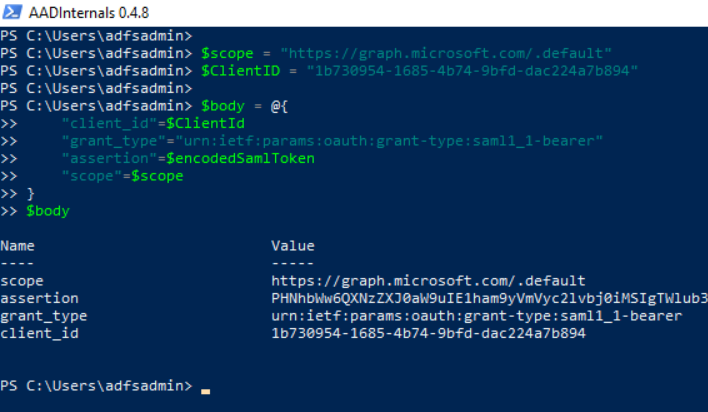 AADInternals 0.4.8
PS C:\Users\adfsadmin>
PS C:\Users\adfsadmin> $scope = "https://graph.microsoft.com/.default"
PS C:\Users\adfsadmin> $ClientID = "1b730954-1685-4b74-9bfd-dac224a7b894"
PS C:\Users\adfsadmin>
PS C:\Users\adfsadmin> $body = @{
>>     "client_id"=$ClientId
>>     "grant_type"="urn:ietf:params:oauth:grant-type:saml1_1-bearer"
>>     "assertion"=$encodedSamlToken
>>     "scope"=$scope
>> }
>> $body
Name                           Value
----                           -----
scope                          https://graph.microsoft.com/.default
assertion                      PHNhbWw6QXNzZXJ0aW9uIE1ham9yVmVyc2lvbj0iMSIgTWlub3
grant_type                     urn:ietf:params:oauth:grant-type:saml1_1-bearer
client_id                      1b730954-1685-4b74-9bfd-dac224a7b894
PS C:\Users\adfsadmin>